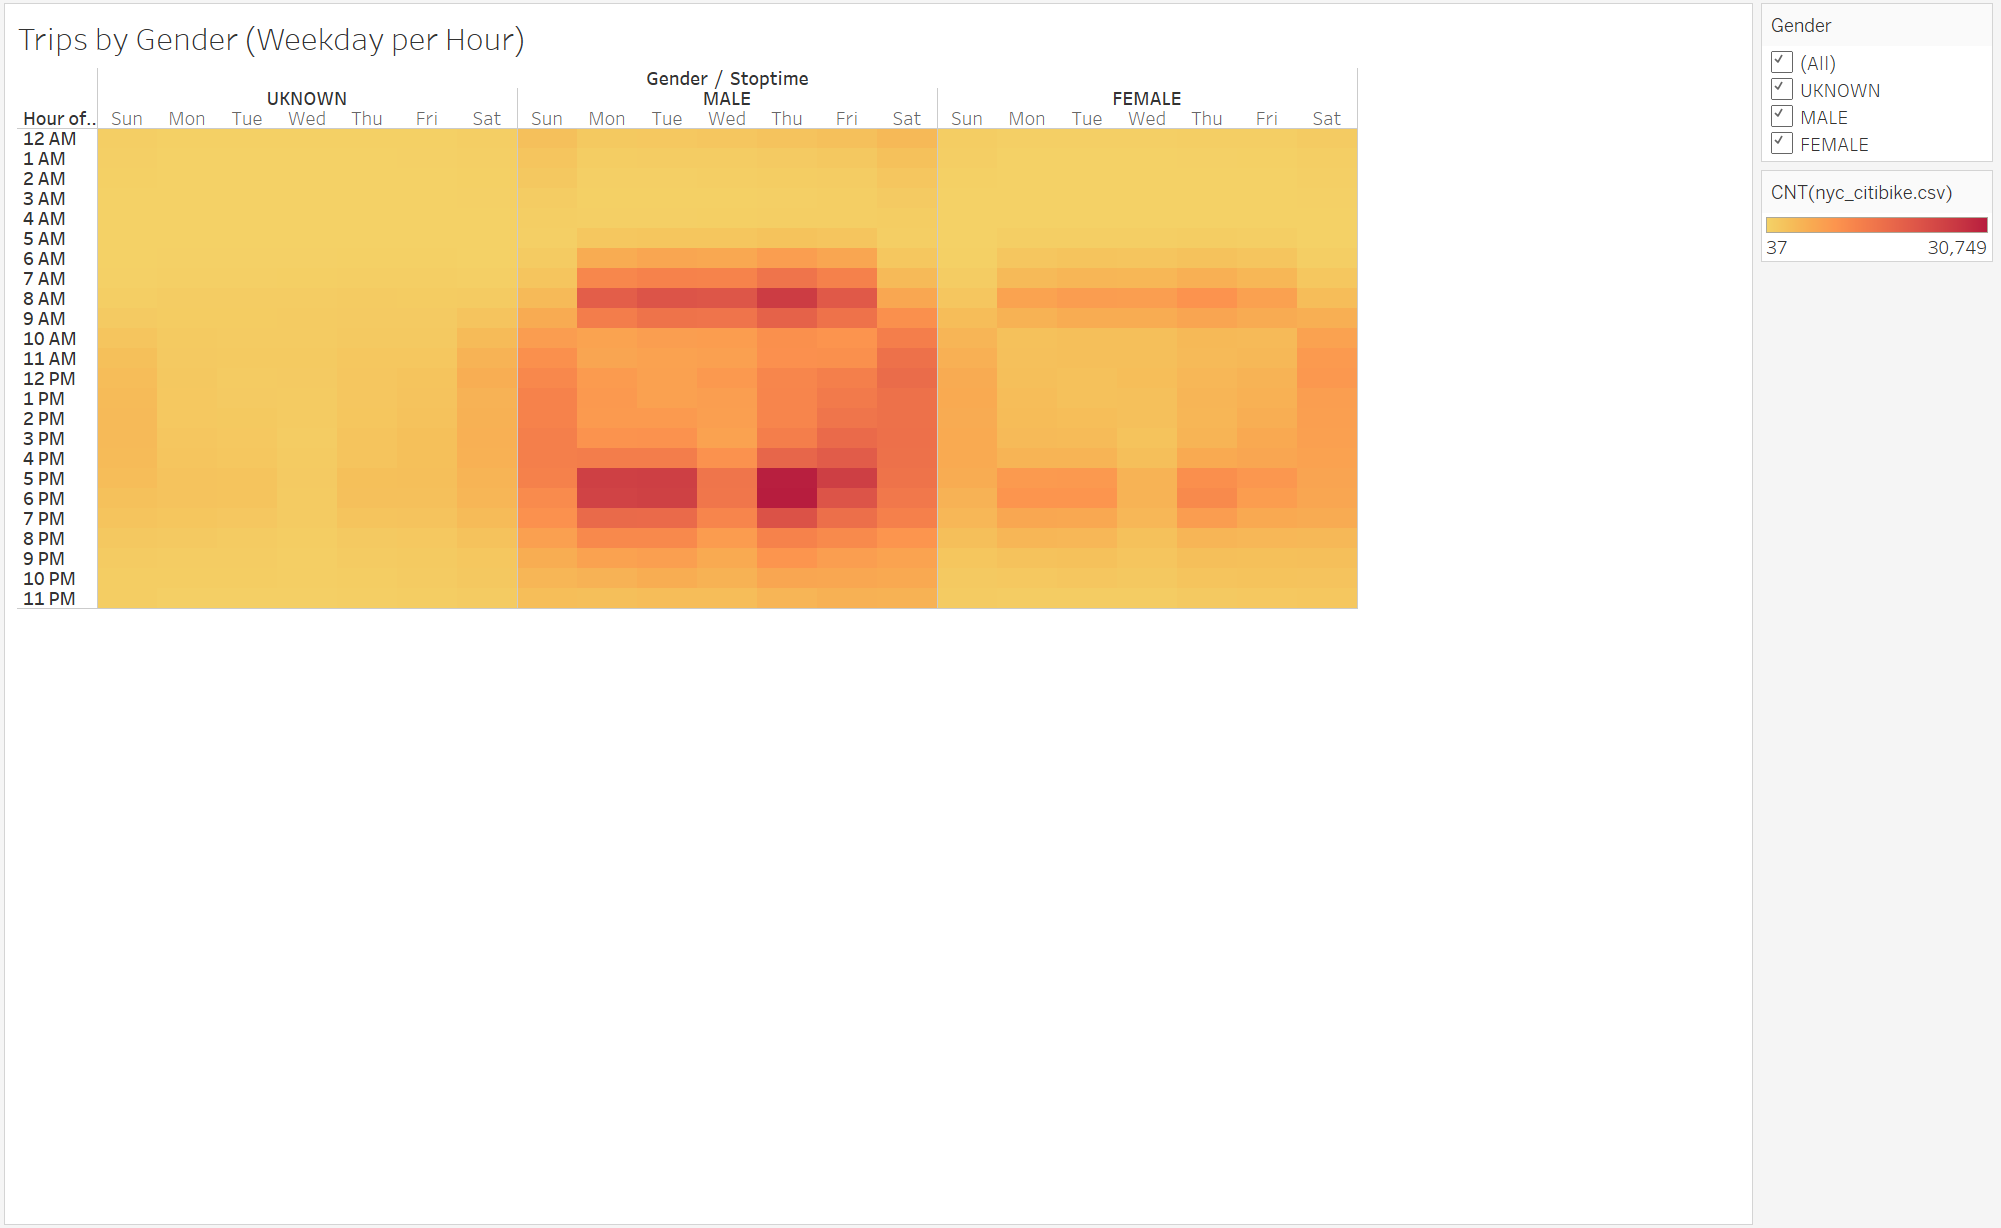 Trips by Gender (Weekday per Hour)
Gender / Stoptime
UKNOWN MALE FEMALE
Hour of.. Sun Mon Tue Wed Thu Fri Sat Sun Mon Tue Wed Thu Fri Sat Sun Mon Tue Wed Thu Fri Sat
12 AM
1 AM
2 AM
3 AM
4 AM
5 AM
6 AM
7 AM
8 AM
9 AM
10 AM
11 AM
12 PM
1 PM
2 PM
3 PM
4 PM
5 PM
6 PM
7 PM
8 PM
9 PM
10 PM
11 PM
Gender
(All)
UKNOWN
MALE
FEMALE
CNT(nyc_citibike.csv)
37 30,749